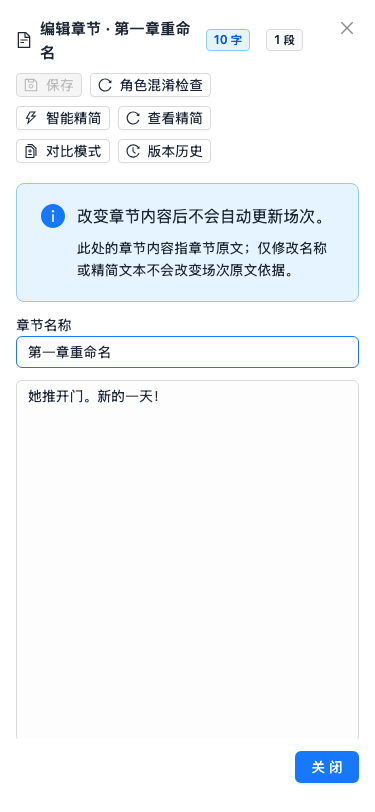 编辑章节 · 第一章重命名
10 字
1 段
保存
角色混淆检查
智能精简
查看精简
对比模式
版本历史
改变章节内容后不会自动更新场次。
此处的章节内容指章节原文；仅修改名称
或精简文本不会改变场次原文依据。
章节名称
第一章重命名
她推开门。新的一天！
关 闭